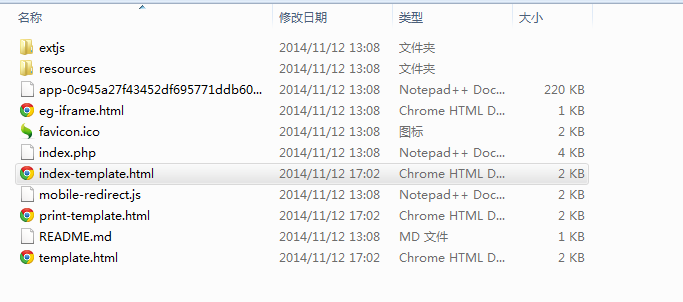 名称 修改日期 类型 大小
extjs 2014/11/12 13:08 文件夹
resources 2014/11/12 13:08 文件夹
app-0c945a27f43452df695771ddb60... 2014/11/12 13:08 Notepad++ Doc... 220 KB
eg-iframe.html 2014/11/12 13:08 Chrome HTML D... 1 KB
favicon.ico 2014/11/12 13:08 图标 2 KB
index.php 2014/11/12 13:08 Notepad++ Doc... 4 KB
index-template.html 2014/11/12 17:02 Chrome HTML D... 2 KB
mobile-redirect.js 2014/11/12 13:08 Notepad++ Doc... 2 KB
print-template.html 2014/11/12 17:02 Chrome HTML D... 2 KB
README.md 2014/11/12 13:08 MD 文件 1 KB
template.html 2014/11/12 17:02 Chrome HTML D... 2 KB